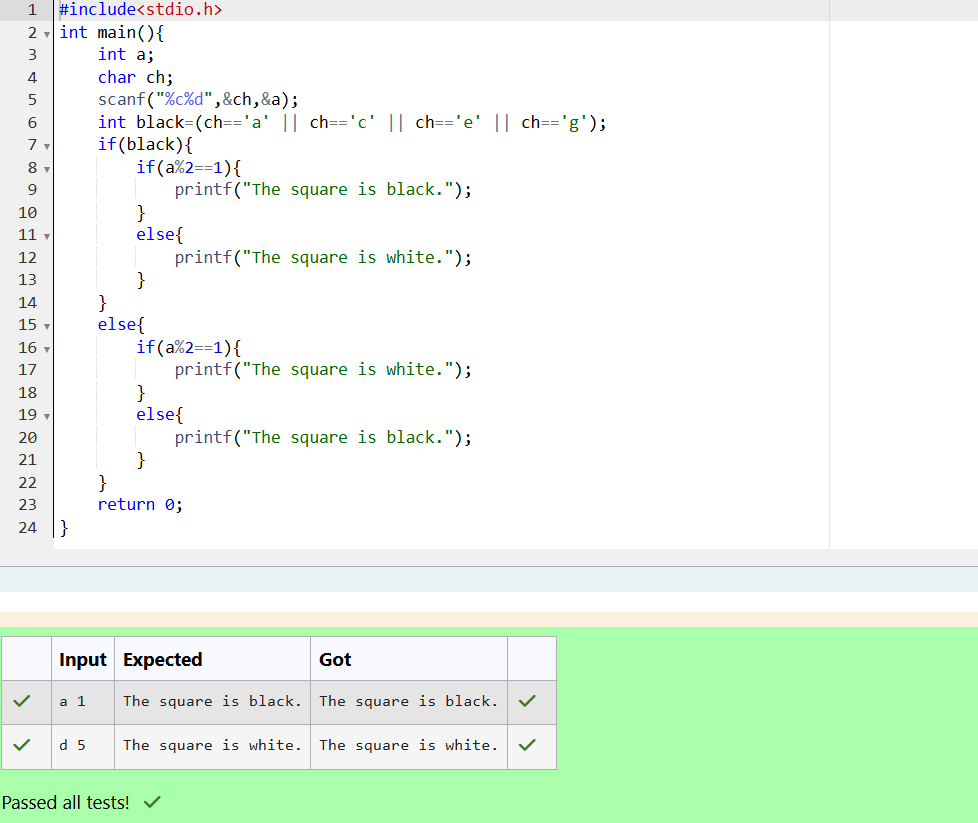 1 #include<stdio.h>
2 int main(){
3     int a;
4     char ch;
5     scanf("%c%d",&ch,&a);
6     int black=(ch=='a' || ch=='c' || ch=='e' || ch=='g');
7     if(black){
8         if(a%2==1){
9             printf("The square is black.");
10         }
11         else{
12             printf("The square is white.");
13         }
14     }
15     else{
16         if(a%2==1){
17             printf("The square is white.");
18         }
19         else{
20             printf("The square is black.");
21         }
22     }
23     return 0;
24 }
Input Expected Got
a 1 The square is black. The square is black.
d 5 The square is white. The square is white.
Passed all tests!